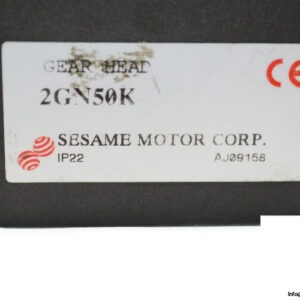 GEAR HEAD
CE
2GN50K
SESAME MOTOR CORP.
IP22 AJ09158